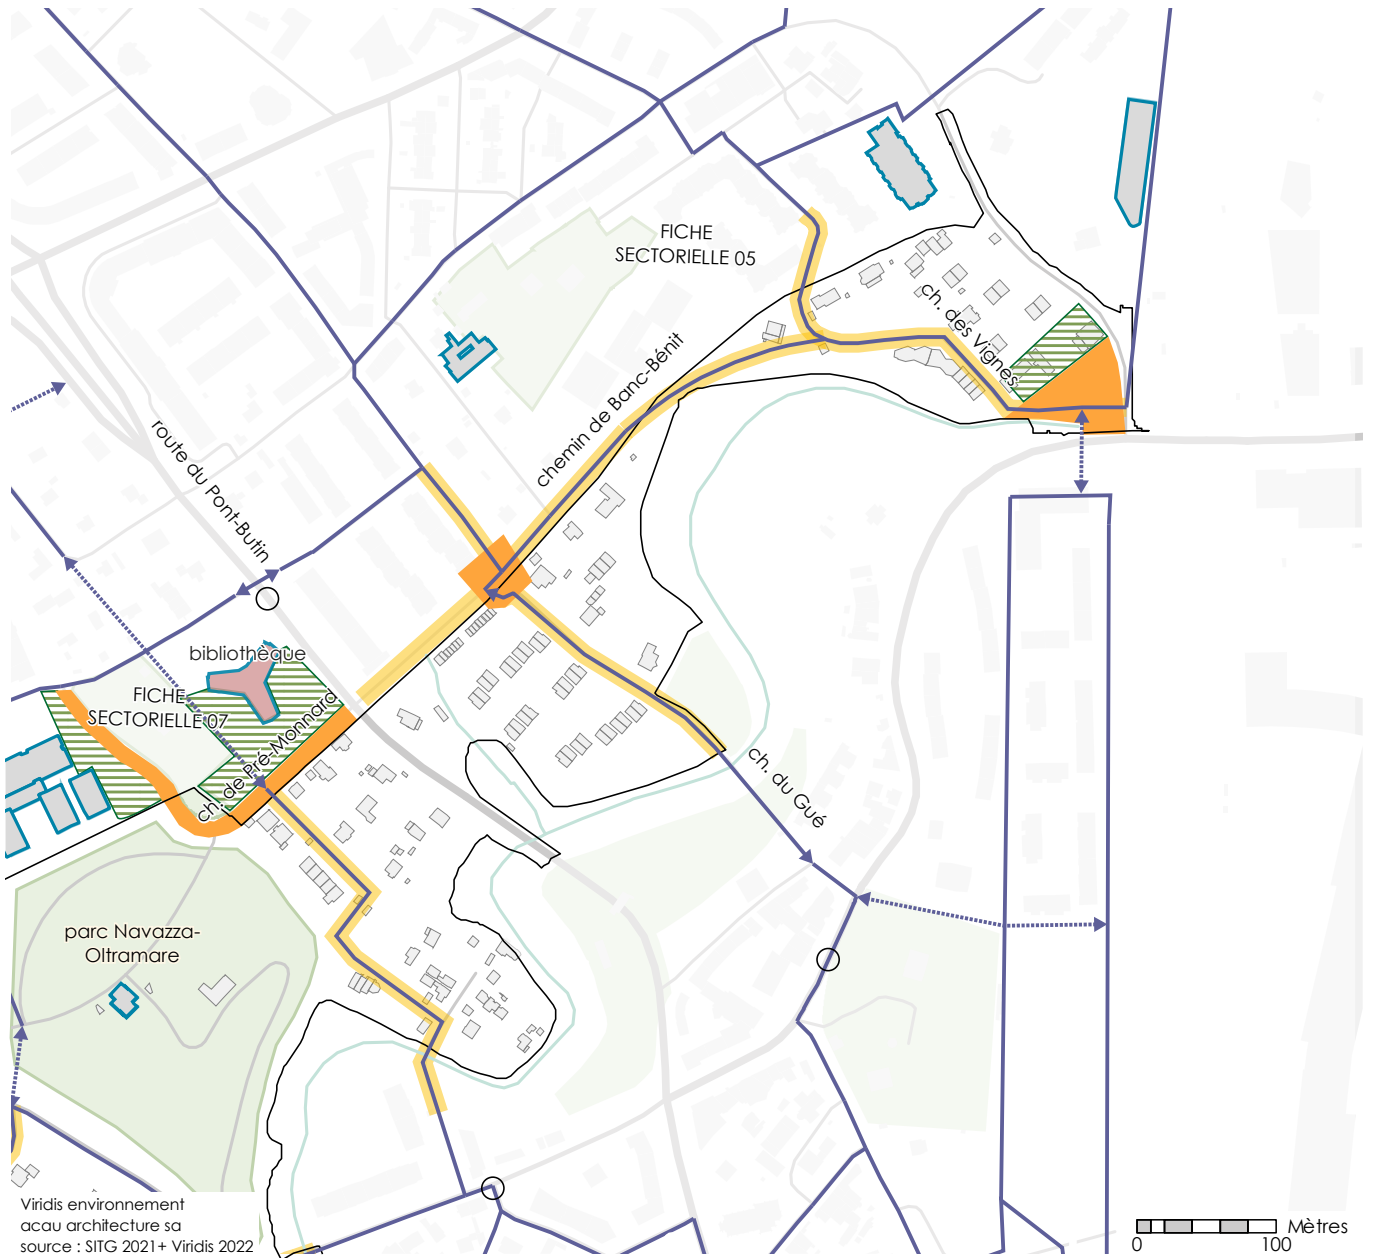 FICHE
SECTORIELLE 05
ch. des Vignes
chemin de Banc-Bénit
route du Pont-Butin
bibliothèque
FICHE
SECTORIELLE 07
ch. de Pré-Monnard
ch. du Gué
parc Navazza-
Oltramare
Viridis environnement
acau architecture sa
source : SITG 2021+ Viridis 2022
Mètres
0 100